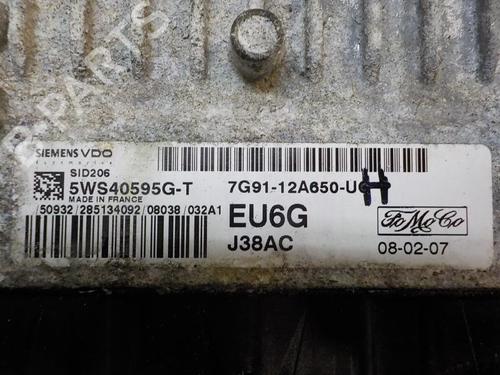 SIEMENS VDO
Automotive
SID206
5WS40595G-T
MADE IN FRANCE
/50932/285134092/08038/032A1
7G91-12A650-UH
EU6G
J38AC
FoMoCo
08-02-07